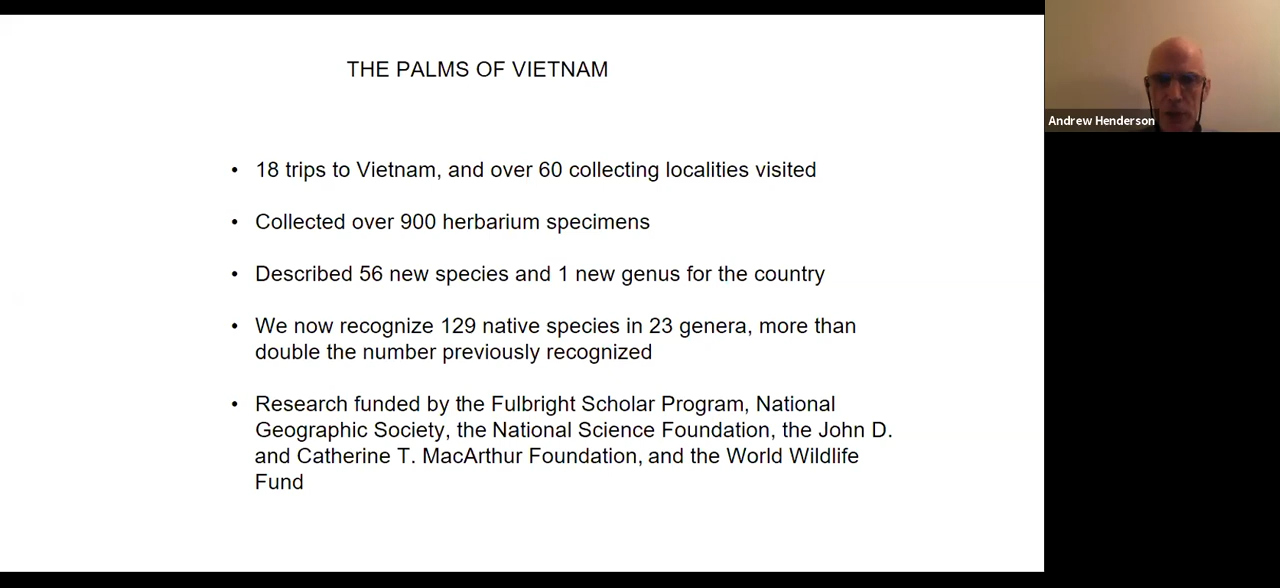 THE PALMS OF VIETNAM
Andrew Henderson
• 18 trips to Vietnam, and over 60 collecting localities visited
• Collected over 900 herbarium specimens
• Described 56 new species and 1 new genus for the country
• We now recognize 129 native species in 23 genera, more than
double the number previously recognized
• Research funded by the Fulbright Scholar Program, National
Geographic Society, the National Science Foundation, the John D.
and Catherine T. MacArthur Foundation, and the World Wildlife
Fund